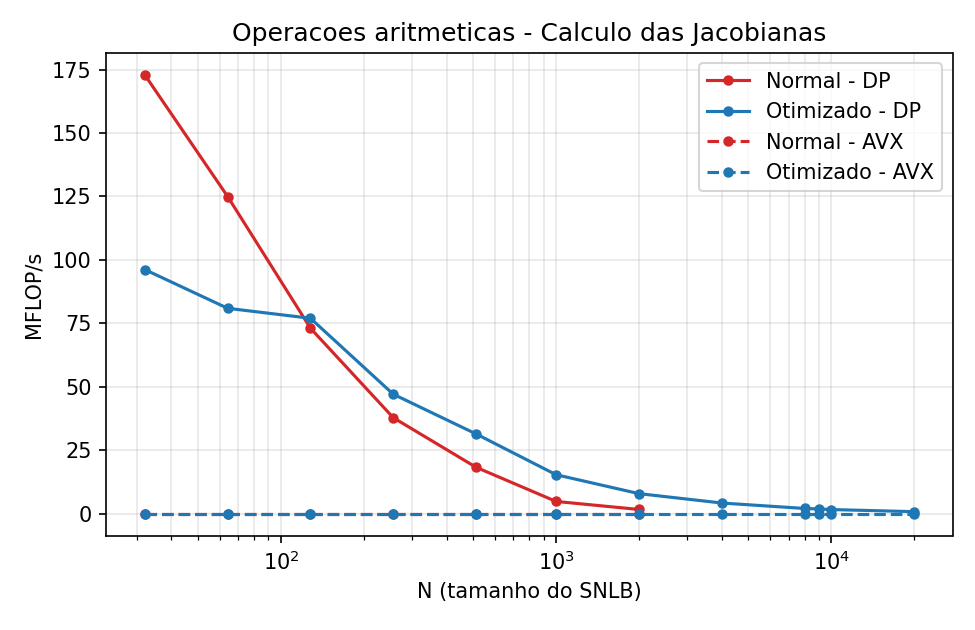 Operacoes aritmeticas - Calculo das Jacobianas
175
150
125
100
75
50
25
0
MFLOP/s
Normal - DP
Otimizado - DP
Normal - AVX
Otimizado - AVX
10²
10³
10⁴
N (tamanho do SNLB)